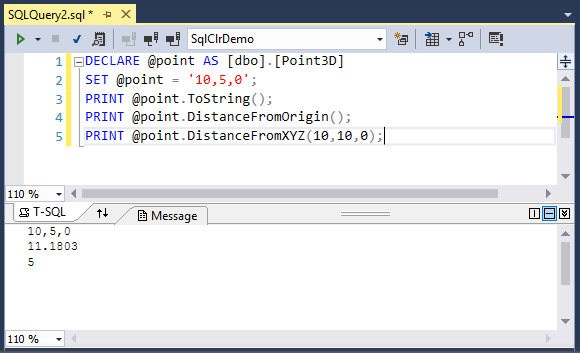 SQLQuery2.sql *
SqlClrDemo
1 DECLARE @point AS [dbo].[Point3D]
2 SET @point = '10,5,0';
3 PRINT @point.ToString();
4 PRINT @point.DistanceFromOrigin();
5 PRINT @point.DistanceFromXYZ(10,10,0);
110 %
T-SQL Message
10,5,0
11.1803
5
110 %